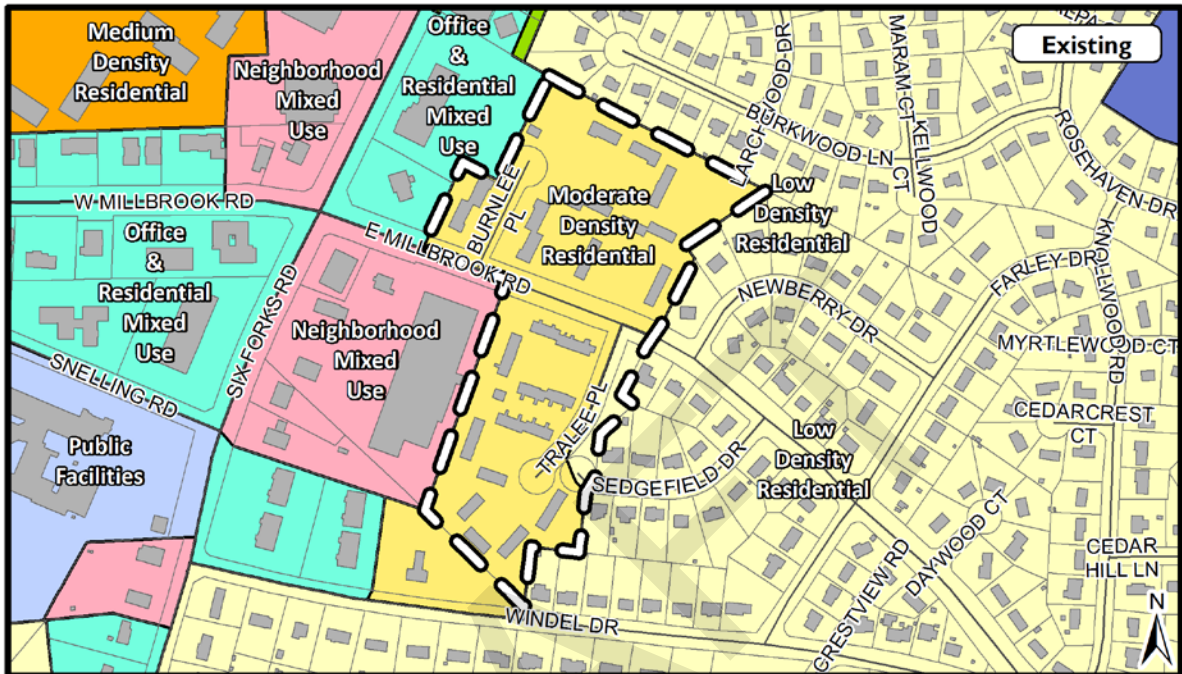 Existing
Medium
Density
Residential
Neighborhood
Mixed
Use
Office
&
Residential
Mixed
Use
LARCHWOOD DR
BURKWOOD LN
MARAM CT
KELLWOOD
CT
ROSEHAVEN DR
W MILLBROOK RD
BURNLEE
PL
Moderate
Density
Residential
Low
Density
Residential
E MILLBROOK RD
Office
&
Residential
Mixed
Use
SIX FORKS RD
Neighborhood
Mixed
Use
NEWBERRY DR
FARLEY DR
KNOLLWOOD RD
MYRTLEWOOD CT
SNELLING RD
Public
Facilities
TRALEE PL
SEDGEFIELD DR
Low
Density
Residential
CEDARCREST
CT
DAYWOOD CT
CRESTVIEW RD
CEDAR
HILL LN
WINDEL DR
N